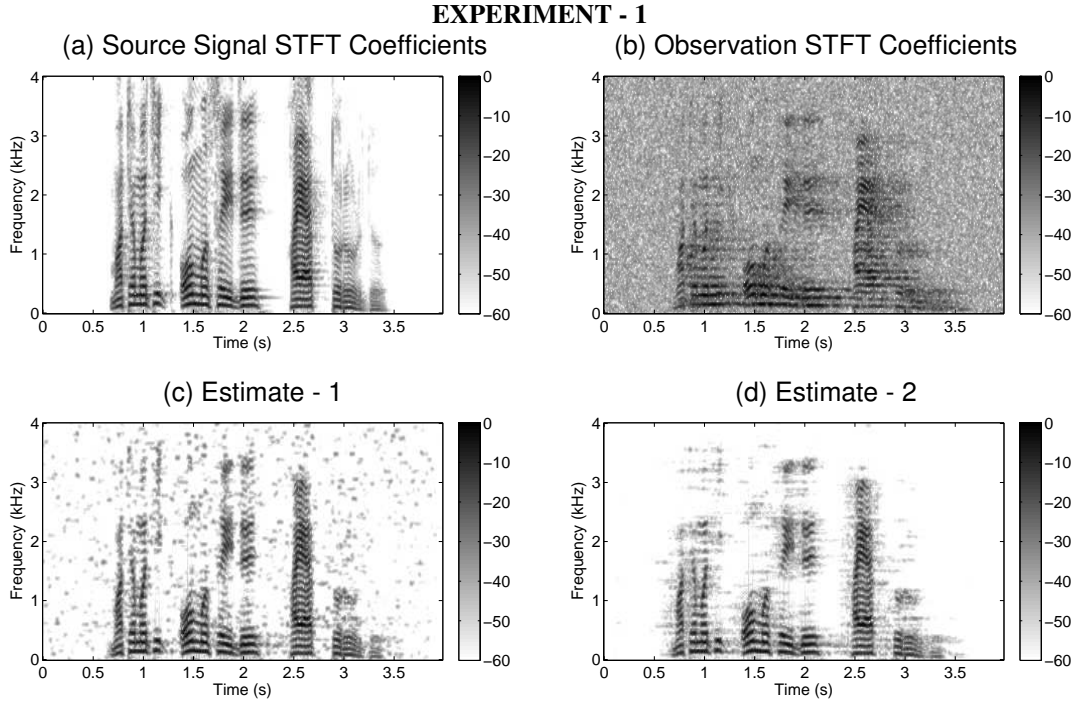 EXPERIMENT - 1
(a) Source Signal STFT Coefficients
Frequency (kHz)
4
3
2
1
0
0 0.5 1 1.5 2 2.5 3 3.5
Time (s)
0
−10
−20
−30
−40
−50
−60
(b) Observation STFT Coefficients
Frequency (kHz)
4
3
2
1
0
0 0.5 1 1.5 2 2.5 3 3.5
Time (s)
0
−10
−20
−30
−40
−50
−60
(c) Estimate - 1
Frequency (kHz)
4
3
2
1
0
0 0.5 1 1.5 2 2.5 3 3.5
Time (s)
0
−10
−20
−30
−40
−50
−60
(d) Estimate - 2
Frequency (kHz)
4
3
2
1
0
0 0.5 1 1.5 2 2.5 3 3.5
Time (s)
0
−10
−20
−30
−40
−50
−60